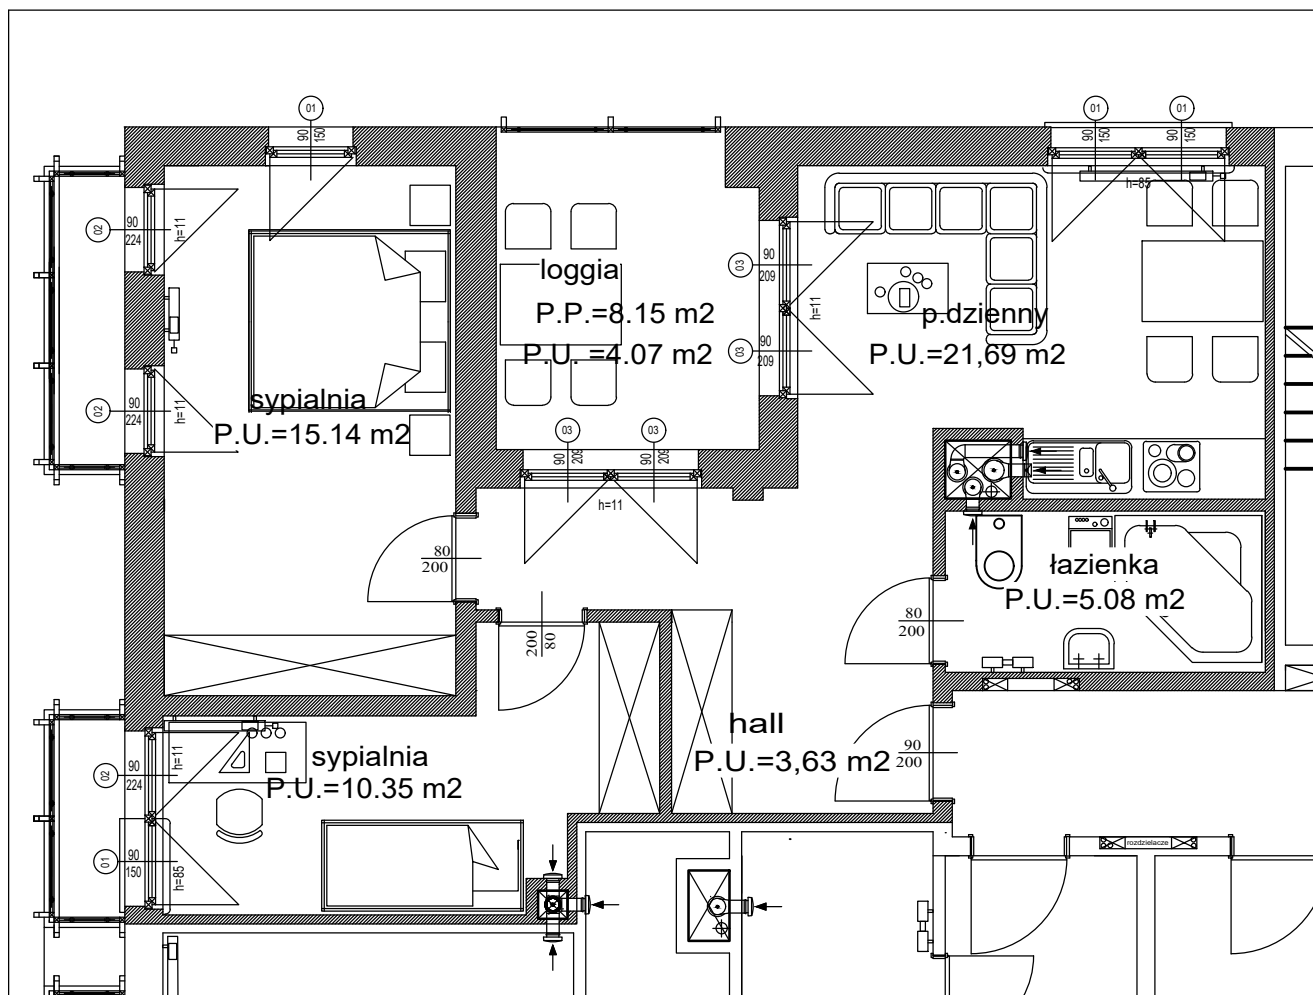 01
90
150
01
01
90
150
90
150
h=85
02
90
224
h=11
03
90
209
h=11
loggia
P.P.=8.15 m2
P.U. =4.07 m2
p.dzienny
P.U.=21,69 m2
03
90
209
02
90
224
h=11
sypialnia
P.U.=15.14 m2
03
03
90
209
90
209
h=11
80
200
łazienka
P.U.=5.08 m2
80
200
200
80
hall
P.U.=3,63 m2
90
200
sypialnia
P.U.=10.35 m2
02
90
224
h=11
01
90
150
h=85
rozdzielacze